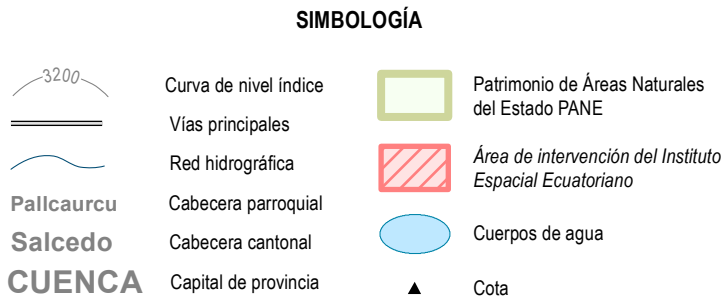 SIMBOLOGÍA
3200
Curva de nivel índice
Vías principales
Red hidrográfica
Pallcaurcu Cabecera parroquial
Salcedo Cabecera cantonal
CUENCA Capital de provincia
Patrimonio de Áreas Naturales
del Estado PANE
Área de intervención del Instituto
Espacial Ecuatoriano
Cuerpos de agua
Cota